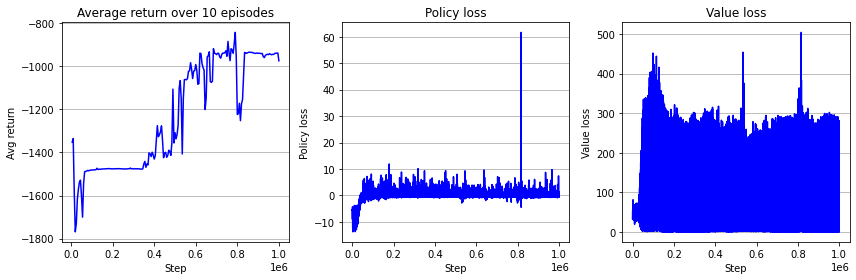 Average return over 10 episodes
Avg return
−800
−1000
−1200
−1400
−1600
−1800
0.0 0.2 0.4 0.6 0.8 1.0
1e6
Step
Policy loss
Policy loss
60
50
40
30
20
10
0
−10
0.0 0.2 0.4 0.6 0.8 1.0
1e6
Step
Value loss
Value loss
500
400
300
200
100
0
0.0 0.2 0.4 0.6 0.8 1.0
1e6
Step